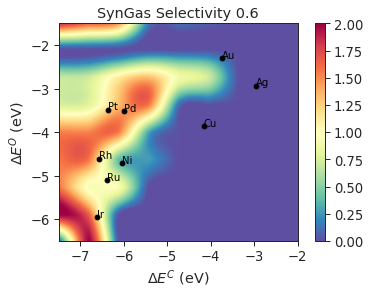 SynGas Selectivity 0.6
ΔE^O (eV)
−2
−3
−4
−5
−6
Au
Ag
Pt
Pd
Cu
Rh
Ni
Ru
Ir
−7
−6
−5
−4
−3
−2
ΔE^C (eV)
2.00
1.75
1.50
1.25
1.00
0.75
0.50
0.25
0.00